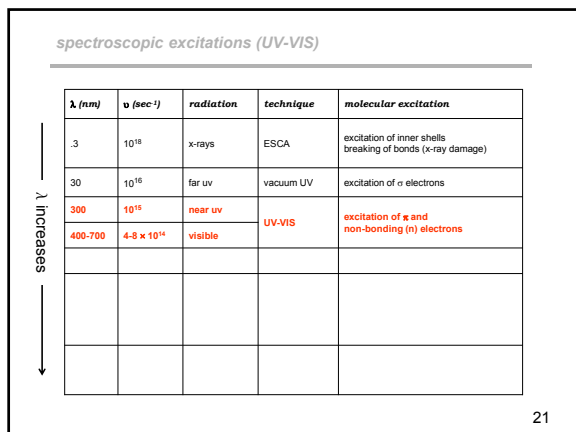 spectroscopic excitations (UV-VIS)
λ (nm) υ (sec⁻¹) radiation technique molecular excitation
.3 10¹⁸ x-rays ESCA excitation of inner shells
breaking of bonds (x-ray damage)
30 10¹⁶ far uv vacuum UV excitation of σ electrons
300 10¹⁵ near uv
UV-VIS excitation of π and
non-bonding (n) electrons
400-700 4-8 × 10¹⁴ visible
λ increases
21